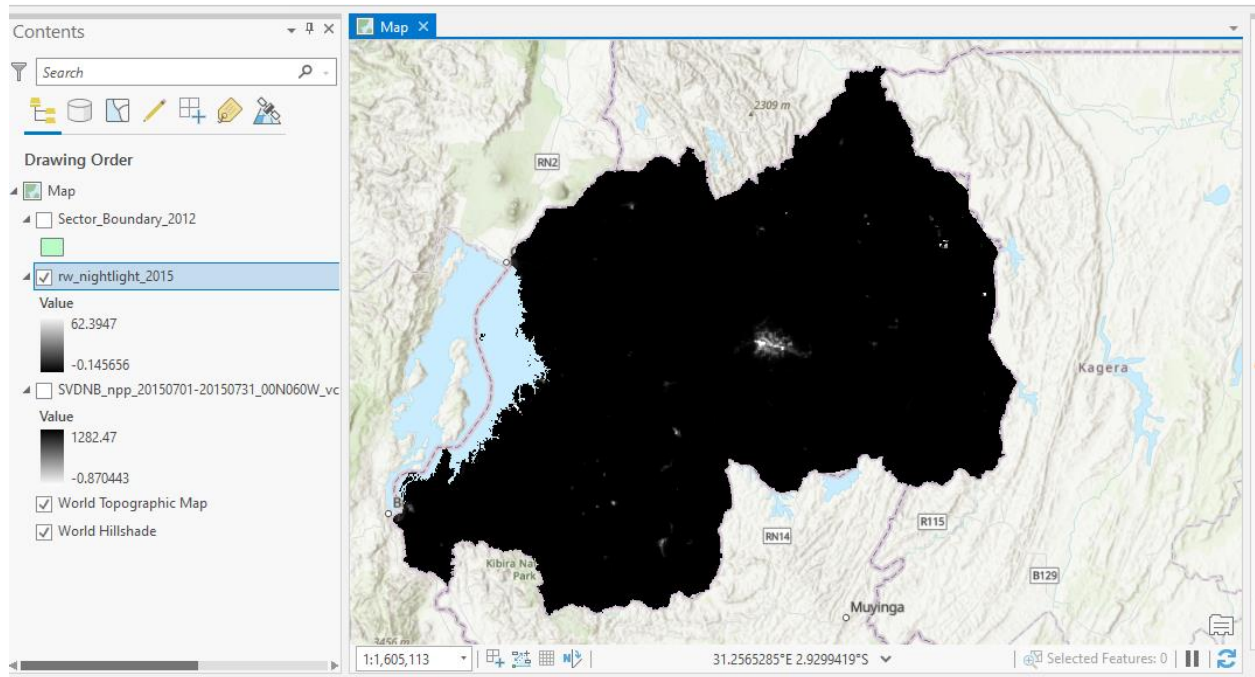 Contents
Search
Drawing Order
Map
Sector_Boundary_2012
rw_nightlight_2015
Value
62.3947
-0.145656
SVDNB_npp_20150701-20150731_00N060W_vc
Value
1282.47
-0.870443
World Topographic Map
World Hillshade
Map
2309 m
RN2
Kagera
R115
RN14
B129
Kibira Na
Park
Muyinga
3456 m
1:1,605,113
31.2565285°E 2.9299419°S
Selected Features: 0